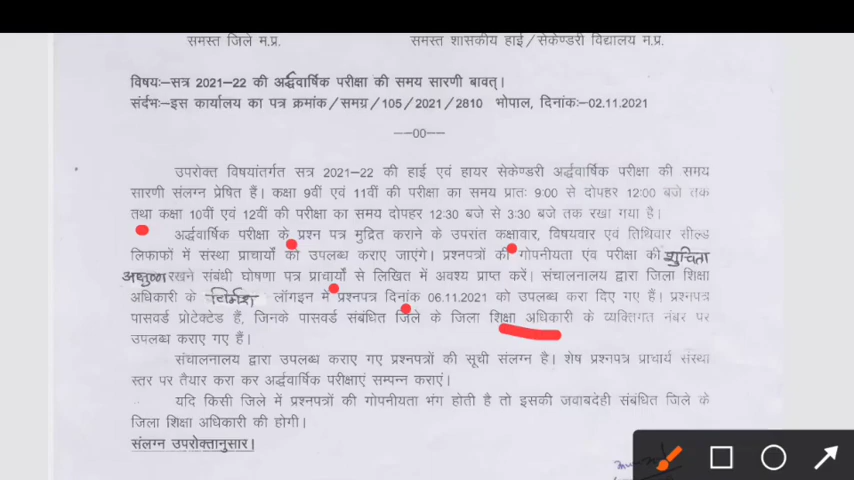 समस्त जिले म.प्र. समस्त शासकीय हाई/सेकेण्डरी विद्यालय म.प्र.
विषयः–सत्र 2021–22 की अर्द्धवार्षिक परीक्षा की समय सारणी बावत्।
संर्दभः–इस कार्यालय का पत्र क्रमांक/समग्र/105/2021/2810 भोपाल, दिनांकः–02.11.2021
––00––
उपरोक्त विषयांतर्गत सत्र 2021–22 की हाई एवं हायर सेकेण्डरी अर्द्धवार्षिक परीक्षा की समय
सारणी संलग्न प्रेषित हैं। कक्षा 9वीं एवं 11वीं की परीक्षा का समय प्रातः 9:00 से दोपहर 12:00 बजे तक
तथा कक्षा 10वीं एवं 12वीं की परीक्षा का समय दोपहर 12:30 बजे से 3:30 बजे तक रखा गया है।
अर्द्धवार्षिक परीक्षा के प्रश्न पत्र मुद्रित कराने के उपरांत कक्षावार, विषयवार एवं तिथिवार सील्ड
लिफाफों में संस्था प्राचार्यों को उपलब्ध कराए जाएंगे। प्रश्नपत्रों की गोपनीयता एंव परीक्षा की शुचिता
अक्षुण्ण रखने संबंधी घोषणा पत्र प्राचार्यों से लिखित में अवश्य प्राप्त करें। संचालनालय द्वारा जिला शिक्षा
अधिकारी के विमर्श लॉगइन में प्रश्नपत्र दिनांक 06.11.2021 को उपलब्ध करा दिए गए हैं। प्रश्नपत्र
पासवर्ड प्रोटेक्टेड हैं, जिनके पासवर्ड संबंधित जिले के जिला शिक्षा अधिकारी के व्यक्तिगत नंबर पर
उपलब्ध कराए गए हैं।
संचालनालय द्वारा उपलब्ध कराए गए प्रश्नपत्रों की सूची संलग्न है। शेष प्रश्नपत्र प्राचार्य संस्था
स्तर पर तैयार करा कर अर्द्धवार्षिक परीक्षाएं सम्पन्न कराएं।
यदि किसी जिले में प्रश्नपत्रों की गोपनीयता भंग होती है तो इसकी जवाबदेही संबंधित जिले के
जिला शिक्षा अधिकारी की होगी।
संलग्न उपरोक्तानुसार।